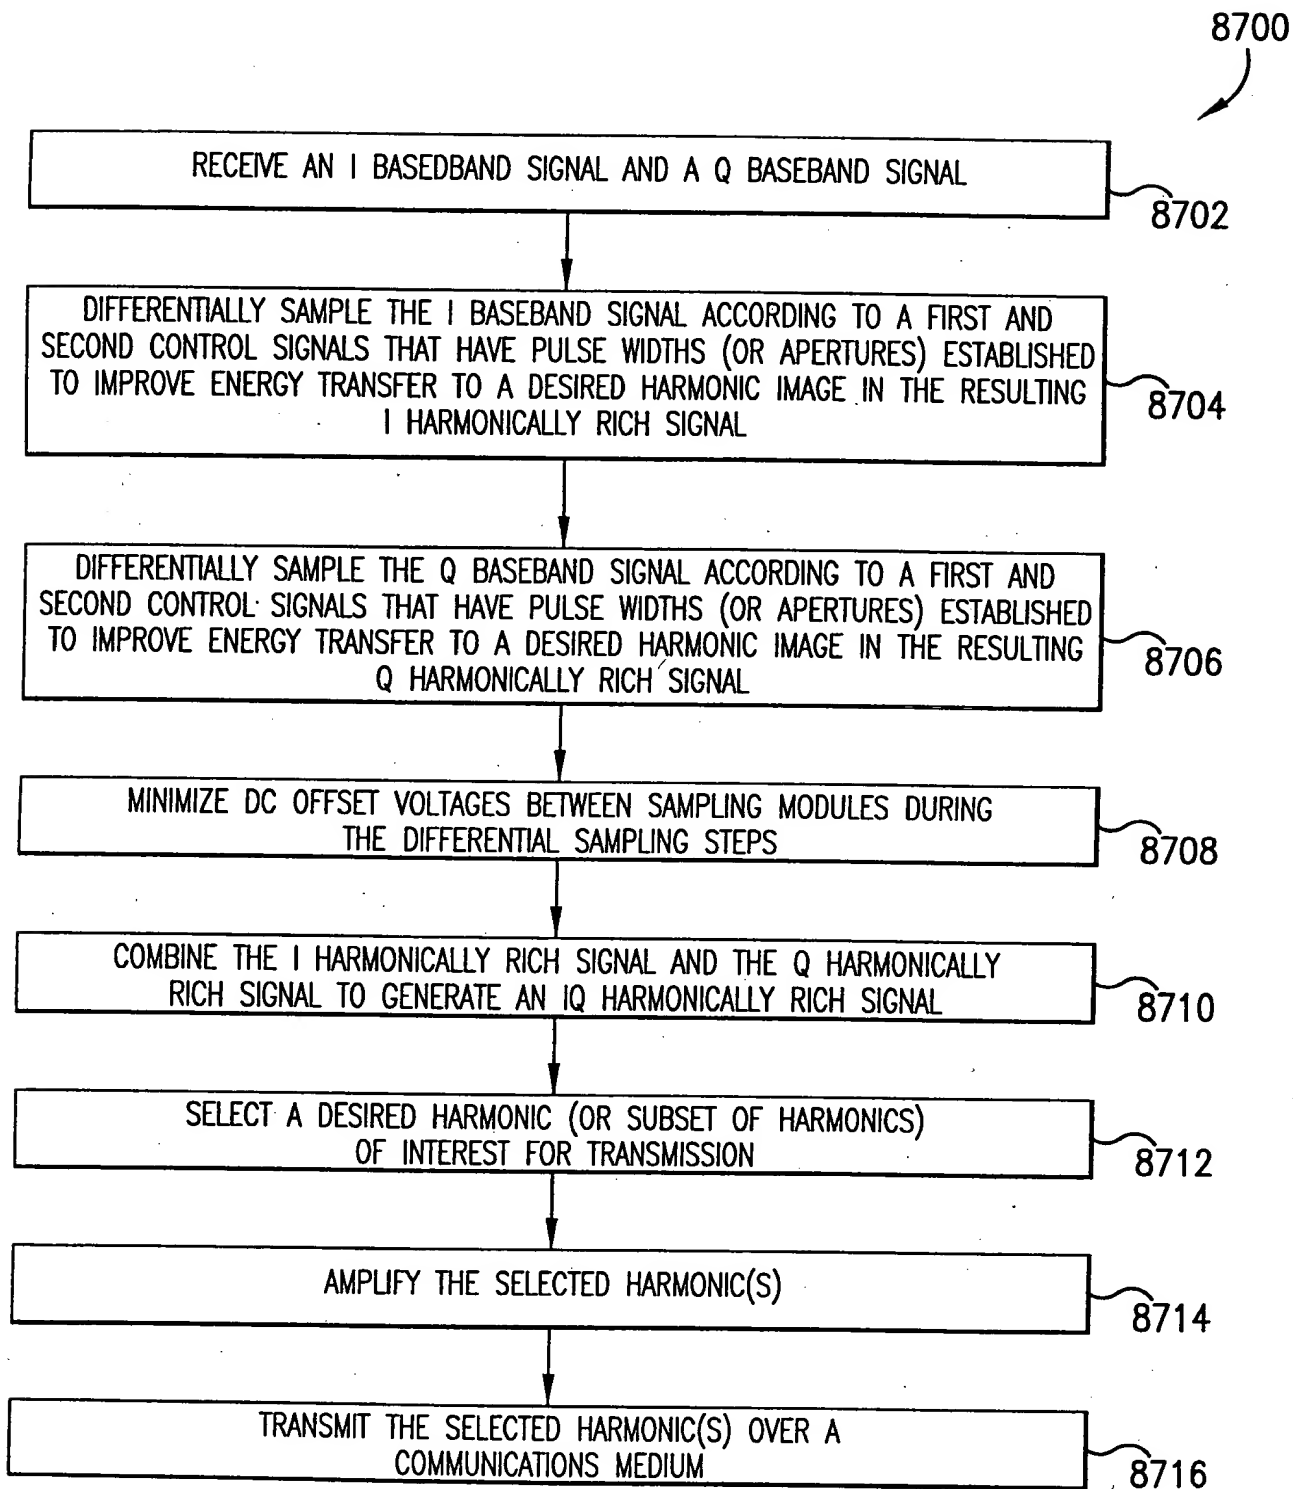 8700
RECEIVE AN I BASEDBAND SIGNAL AND A Q BASEBAND SIGNAL
8702
DIFFERENTIALLY SAMPLE THE I BASEBAND SIGNAL ACCORDING TO A FIRST AND
SECOND CONTROL SIGNALS THAT HAVE PULSE WIDTHS (OR APERTURES) ESTABLISHED
TO IMPROVE ENERGY TRANSFER TO A DESIRED HARMONIC IMAGE IN THE RESULTING
I HARMONICALLY RICH SIGNAL
8704
DIFFERENTIALLY SAMPLE THE Q BASEBAND SIGNAL ACCORDING TO A FIRST AND
SECOND CONTROL SIGNALS THAT HAVE PULSE WIDTHS (OR APERTURES) ESTABLISHED
TO IMPROVE ENERGY TRANSFER TO A DESIRED HARMONIC IMAGE IN THE RESULTING
Q HARMONICALLY RICH SIGNAL
8706
MINIMIZE DC OFFSET VOLTAGES BETWEEN SAMPLING MODULES DURING
THE DIFFERENTIAL SAMPLING STEPS
8708
COMBINE THE I HARMONICALLY RICH SIGNAL AND THE Q HARMONICALLY
RICH SIGNAL TO GENERATE AN IQ HARMONICALLY RICH SIGNAL
8710
SELECT A DESIRED HARMONIC (OR SUBSET OF HARMONICS)
OF INTEREST FOR TRANSMISSION
8712
AMPLIFY THE SELECTED HARMONIC(S)
8714
TRANSMIT THE SELECTED HARMONIC(S) OVER A
COMMUNICATIONS MEDIUM
8716